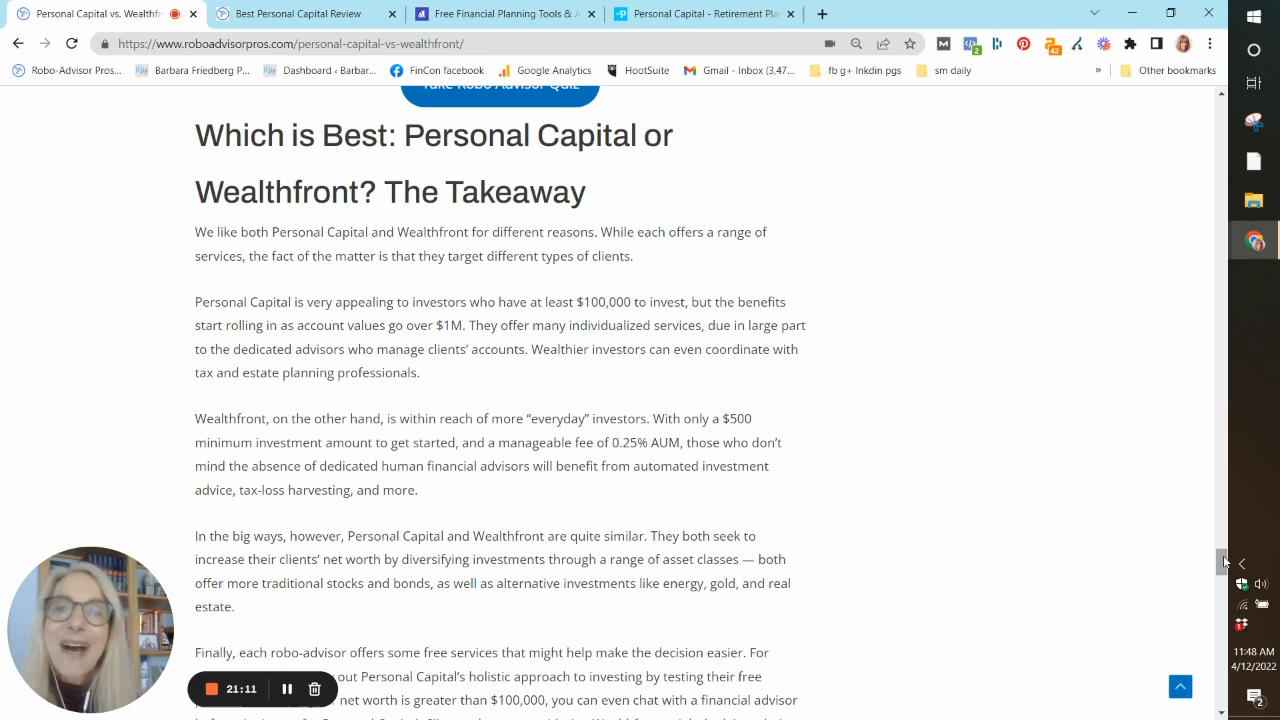 Personal Capital vs. Wealthfr
Best Personal Capital Review
Free Financial Planning Tools & A
Personal Capital - Retirement Pla
https://www.roboadvisorpros.com/personal-capital-vs-wealthfront/
2
42
Robo-Advisor Pros...
Barbara Friedberg P...
Dashboard ‹ Barbar...
FinCon facebook
Google Analytics
HootSuite
Gmail - Inbox (3,47...
fb g+ lnkdin pgs
sm daily
»
Other bookmarks
Take Robo Advisor Quiz
Which is Best: Personal Capital or
Wealthfront? The Takeaway
We like both Personal Capital and Wealthfront for different reasons. While each offers a range of
services, the fact of the matter is that they target different types of clients.
Personal Capital is very appealing to investors who have at least $100,000 to invest, but the benefits
start rolling in as account values go over $1M. They offer many individualized services, due in large part
to the dedicated advisors who manage clients’ accounts. Wealthier investors can even coordinate with
tax and estate planning professionals.
Wealthfront, on the other hand, is within reach of more “everyday” investors. With only a $500
minimum investment amount to get started, and a manageable fee of 0.25% AUM, those who don’t
mind the absence of dedicated human financial advisors will benefit from automated investment
advice, tax-loss harvesting, and more.
In the big ways, however, Personal Capital and Wealthfront are quite similar. They both seek to
increase their clients’ net worth by diversifying investments through a range of asset classes — both
offer more traditional stocks and bonds, as well as alternative investments like energy, gold, and real
estate.
Finally, each robo-advisor offers some free services that might help make the decision easier. For
out Personal Capital’s holistic approach to investing by testing their free
21:11
net worth is greater than $100,000, you can even chat with a financial advisor
11:48 AM
4/12/2022
2